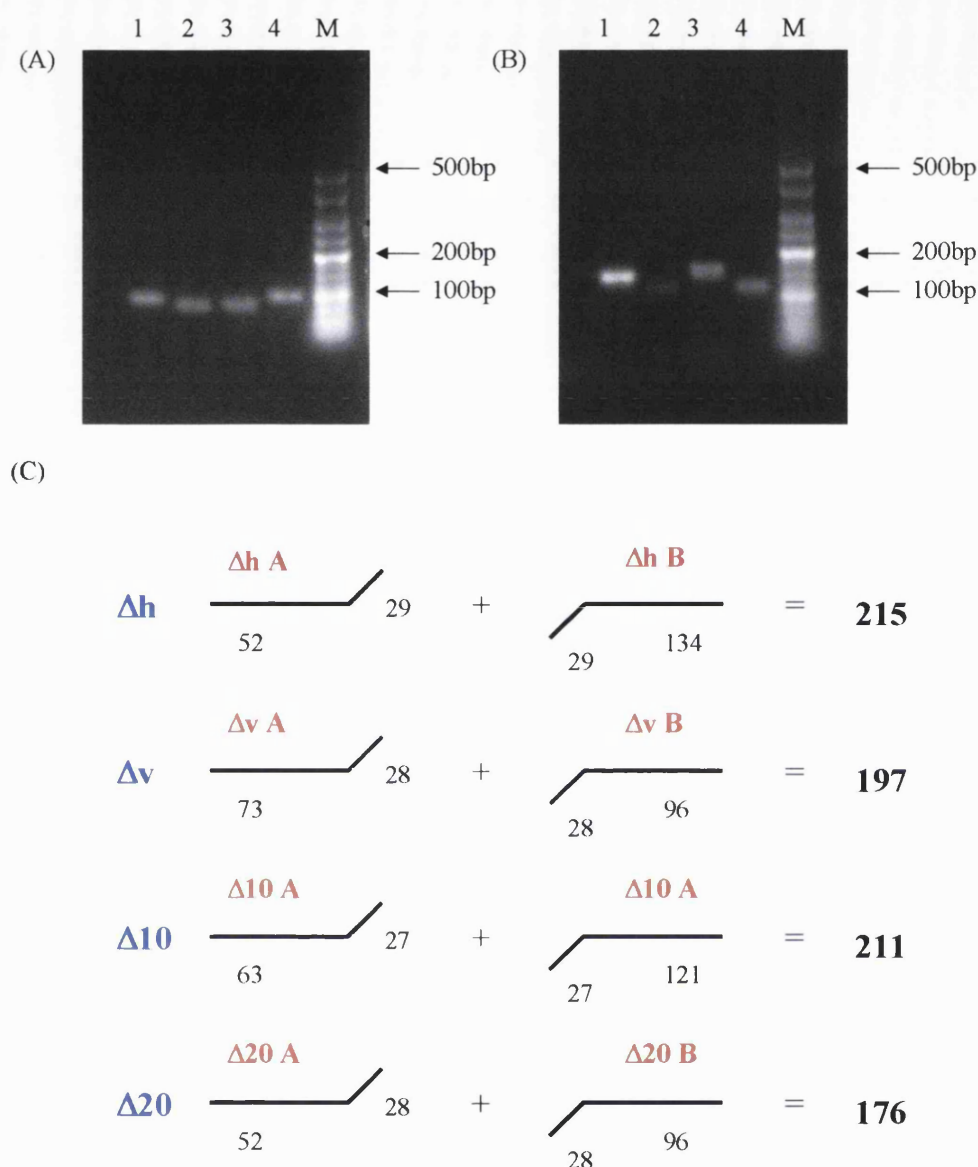 1 2 3 4 M
(A)
500bp
200bp
100bp
1 2 3 4 M
(B)
500bp
200bp
100bp
(C)
Δh A Δh B
Δh 52 29 + 29 134 = 215
Δv A Δv B
Δv 73 28 + 28 96 = 197
Δ10 A Δ10 A
Δ10 63 27 + 27 121 = 211
Δ20 A Δ20 B
Δ20 52 28 + 28 96 = 176